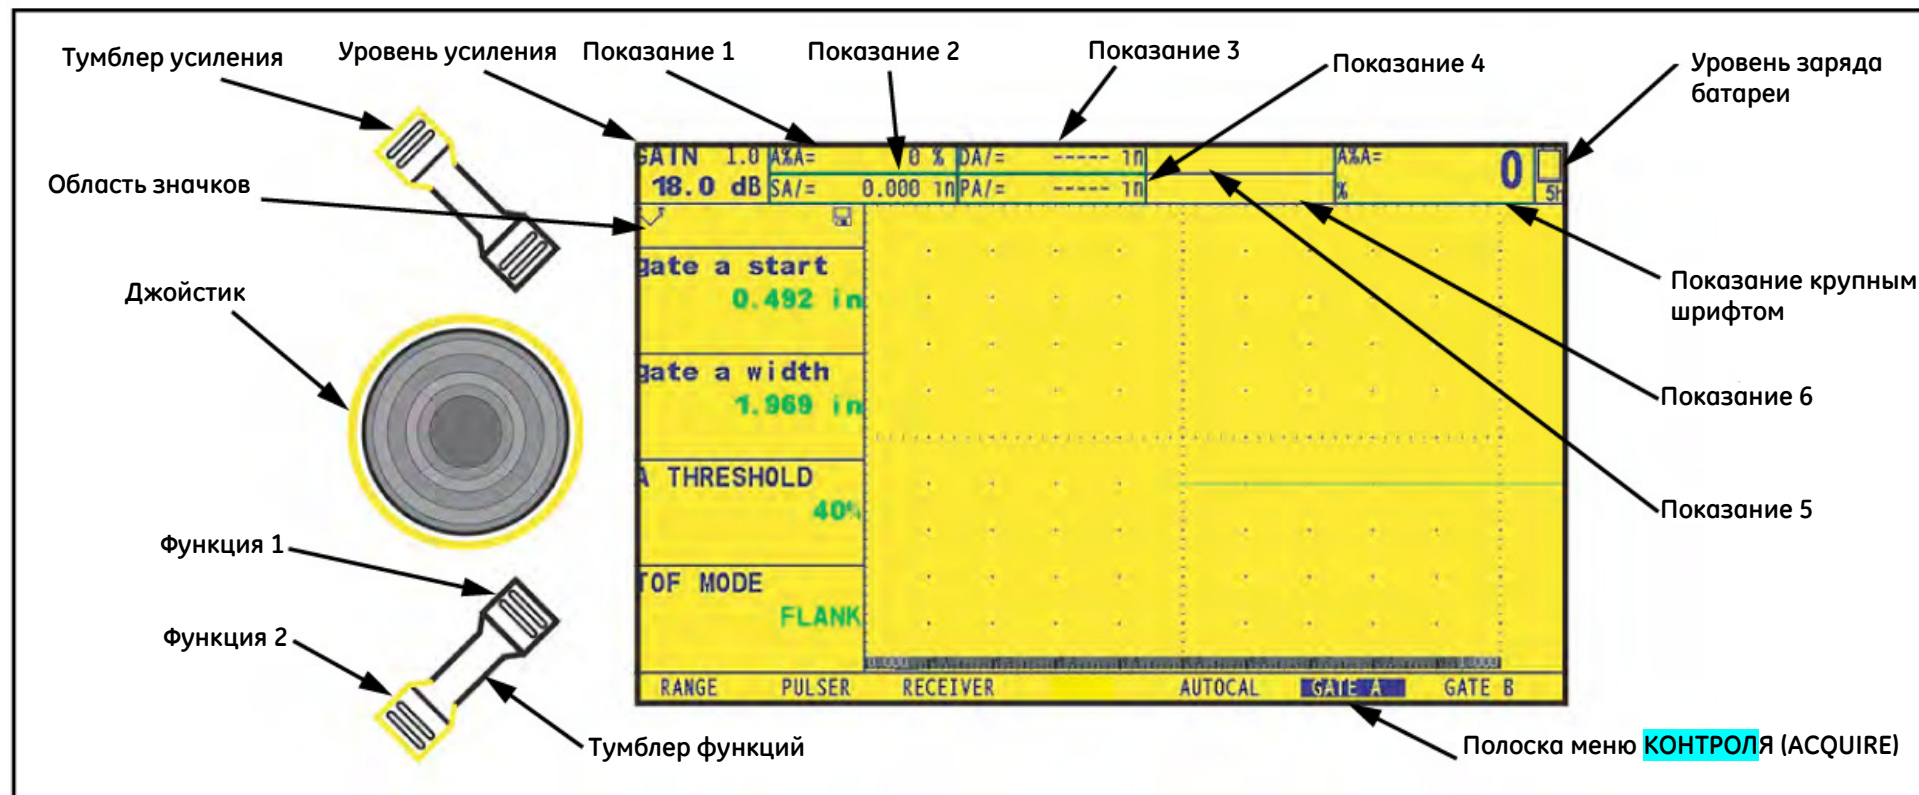 Тумблер усиления
Уровень усиления
Показание 1
Показание 2
Показание 3
Показание 4
Уровень заряда
батареи
Область значков
Джойстик
Функция 1
Функция 2
Тумблер функций
GAIN 1.0
18.0 dB
A%A= 0 %
SA/= 0.000 in
DA/= ----- in
PA/= ----- in
A%A= 0
%
5h
gate a start
0.492 in
gate a width
1.969 in
A THRESHOLD
40%
TOF MODE
FLANK
0.000
RANGE PULSER RECEIVER AUTOCAL GATE A GATE B
Показание крупным
шрифтом
Показание 6
Показание 5
Полоска меню КОНТРОЛЯ (ACQUIRE)